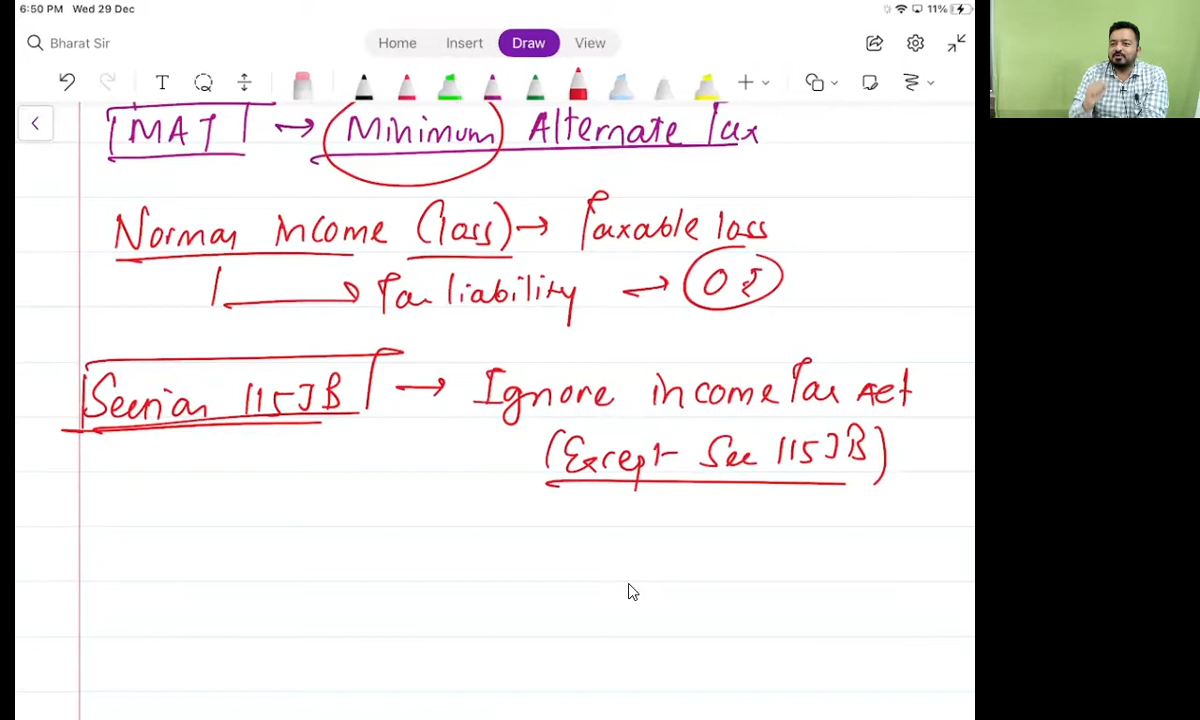 6:50 PM Wed 29 Dec
11%
Bharat Sir
Home Insert Draw View
T
MAT → Minimum Alternate Tax
Normal income (loss) → Taxable loss
Tax liability → 0 ₹
Section 115JB → Ignore income Tax Act
(Except Sec 115JB)